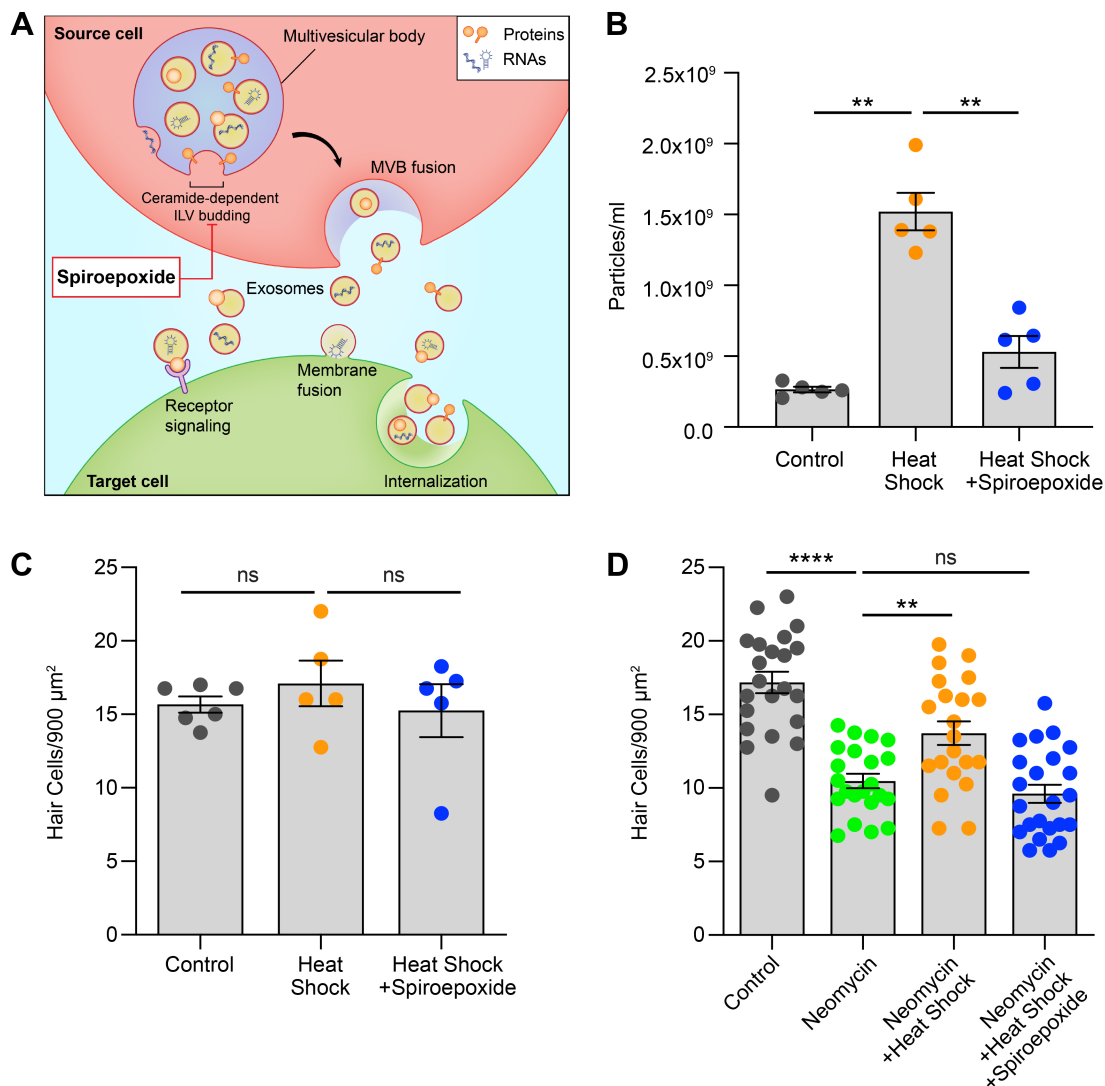 A
Source cell
Multivesicular body
Proteins
RNAs
MVB fusion
Ceramide-dependent
ILV budding
Spiroepoxide
Exosomes
Membrane
fusion
Receptor
signaling
Target cell
Internalization
B
Particles/ml
2.5x10⁹
2.0x10⁹
1.5x10⁹
1.0x10⁹
0.5x10⁹
0.0
**
**
Control
Heat
Shock
Heat Shock
+Spiroepoxide
C
Hair Cells/900 µm²
25
20
15
10
5
0
ns
ns
Control
Heat
Shock
Heat Shock
+Spiroepoxide
D
Hair Cells/900 µm²
25
20
15
10
5
0
****
ns
**
Control
Neomycin
Neomycin
+Heat Shock
Neomycin
+Heat Shock
+Spiroepoxide